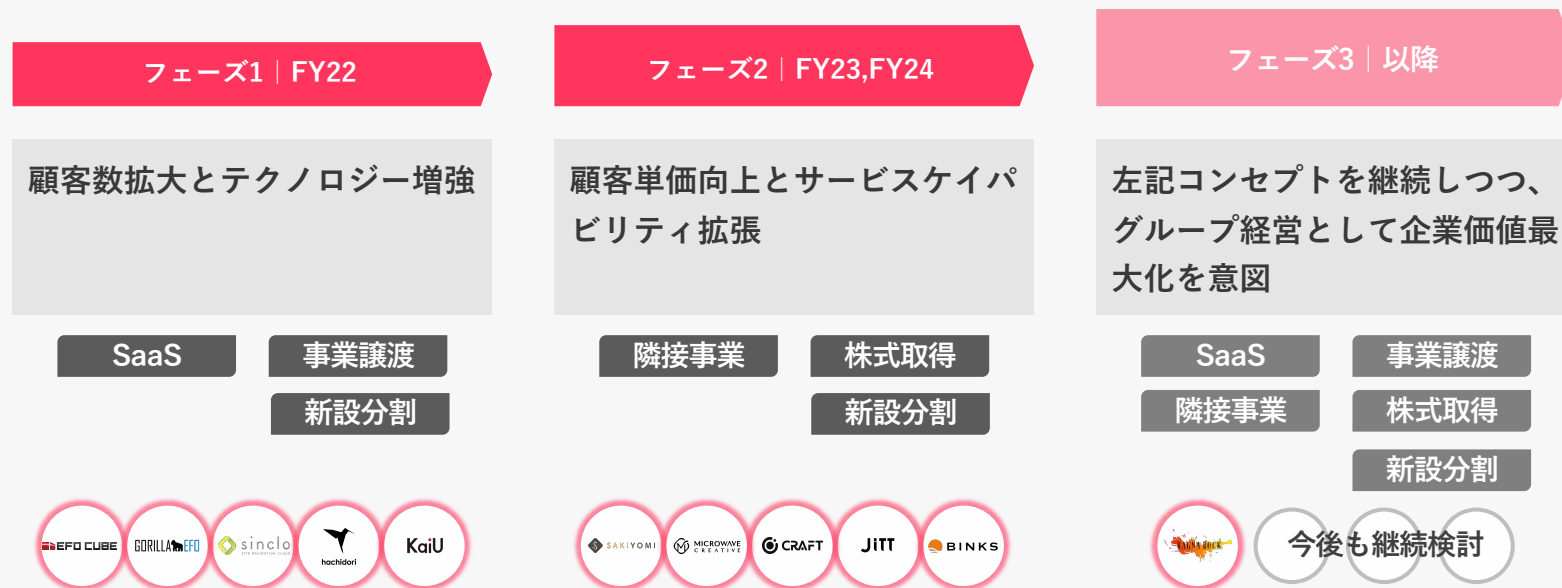 フェーズ1｜FY22
顧客数拡大とテクノロジー増強
SaaS
事業譲渡
新設分割
EFO CUBE
GORILLA EFO
sinclo
SITE NAVIGATION CLOUD
hachidori
KaiU
フェーズ2｜FY23,FY24
顧客単価向上とサービスケイパ
ビリティ拡張
隣接事業
株式取得
新設分割
SAKIYOMI
MICROWAVE
CREATIVE
CRAFT
JiTT
BINKS
フェーズ3｜以降
左記コンセプトを継続しつつ、
グループ経営として企業価値最
大化を意図
SaaS
事業譲渡
隣接事業
株式取得
新設分割
今後も継続検討